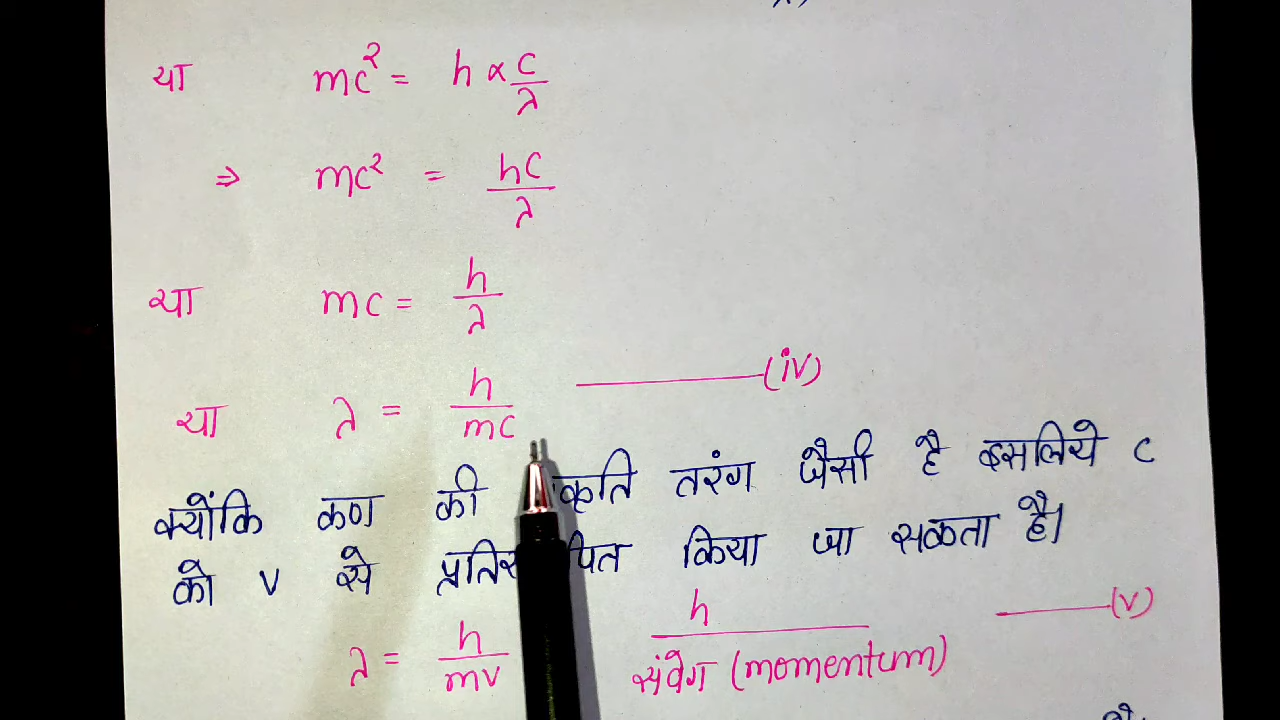 या mc² = h × c/λ
⇒ mc² = hc/λ
या mc = h/λ
या λ = h/mc (iv)
क्योंकि कण की तरंग जैसी है इसलिये c
को v से किया जा सकता है।
λ = h/mv h/संवेग (momentum) (v)